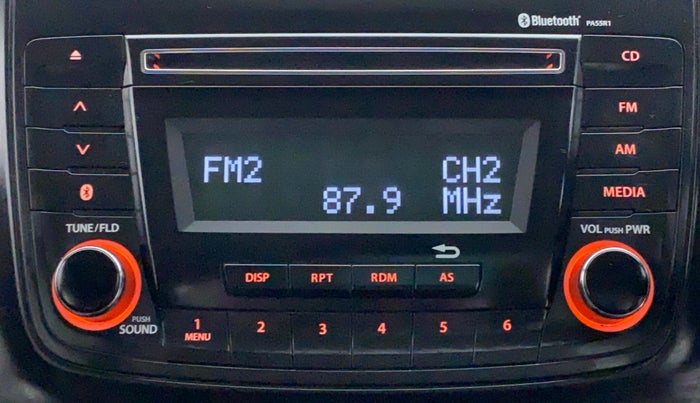 Bluetooth PA55R1
CD
FM
AM
MEDIA
FM2 CH2
87.9 MHz
TUNE/FLD
VOL PUSH PWR
DISP RPT RDM AS
PUSH
SOUND
1 2 3 4 5 6
MENU